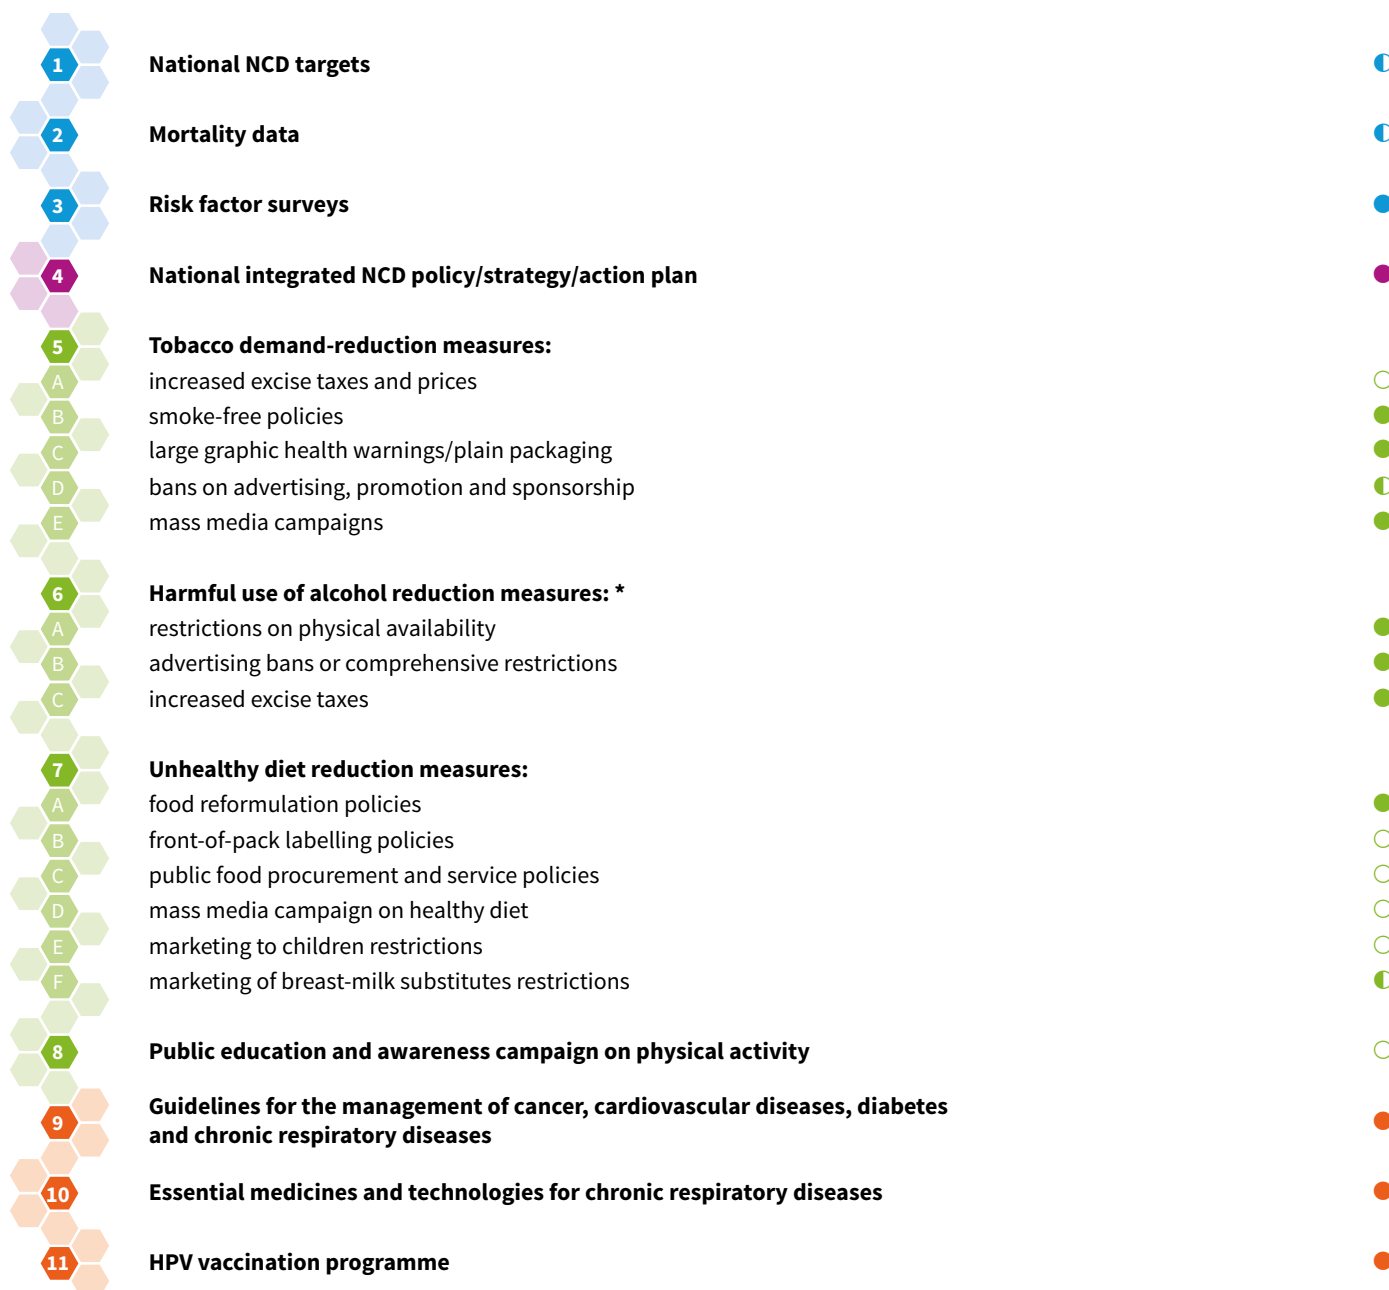 1 National NCD targets
2 Mortality data
3 Risk factor surveys
4 National integrated NCD policy/strategy/action plan
5 Tobacco demand-reduction measures:
A increased excise taxes and prices
B smoke-free policies
C large graphic health warnings/plain packaging
D bans on advertising, promotion and sponsorship
E mass media campaigns
6 Harmful use of alcohol reduction measures: *
A restrictions on physical availability
B advertising bans or comprehensive restrictions
C increased excise taxes
7 Unhealthy diet reduction measures:
A food reformulation policies
B front-of-pack labelling policies
C public food procurement and service policies
D mass media campaign on healthy diet
E marketing to children restrictions
F marketing of breast-milk substitutes restrictions
8 Public education and awareness campaign on physical activity
9 Guidelines for the management of cancer, cardiovascular diseases, diabetes
and chronic respiratory diseases
10 Essential medicines and technologies for chronic respiratory diseases
11 HPV vaccination programme